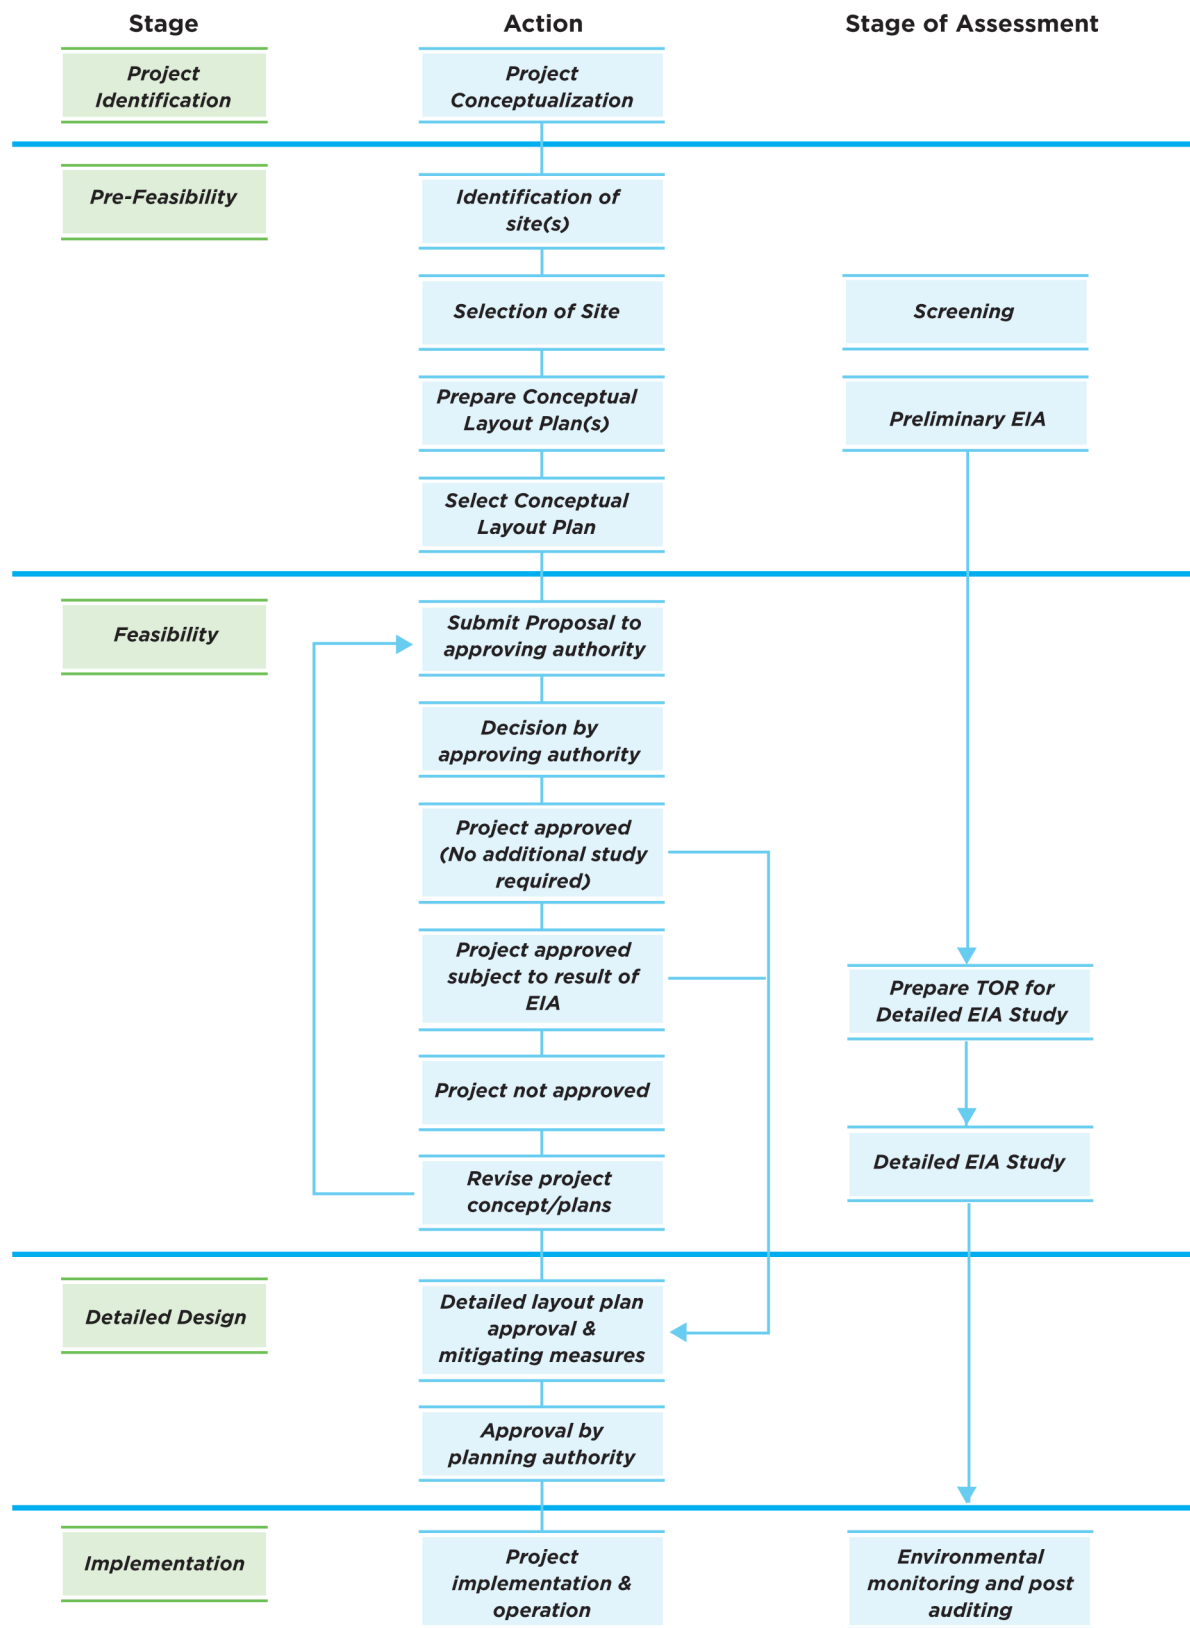 Stage
Action
Stage of Assessment
Project
Identification
Project
Conceptualization
Pre-Feasibility
Identification of
site(s)
Selection of Site
Screening
Prepare Conceptual
Layout Plan(s)
Preliminary EIA
Select Conceptual
Layout Plan
Feasibility
Submit Proposal to
approving authority
Decision by
approving authority
Project approved
(No additional study
required)
Project approved
subject to result of
EIA
Prepare TOR for
Detailed EIA Study
Project not approved
Detailed EIA Study
Revise project
concept/plans
Detailed Design
Detailed layout plan
approval &
mitigating measures
Approval by
planning authority
Implementation
Project
implementation &
operation
Environmental
monitoring and post
auditing